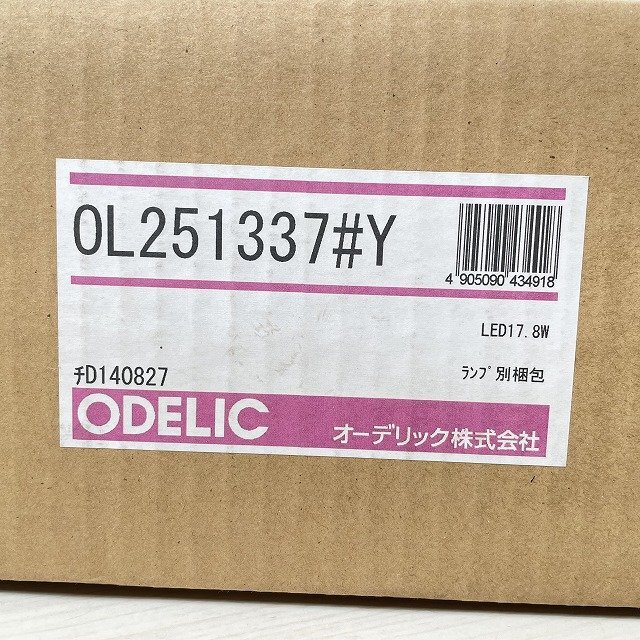 OL251337#Y
4 905090 434918
LED17.8W
ﾁD140827
ﾗﾝﾌﾟ別梱包
ODELIC
オーデリック株式会社